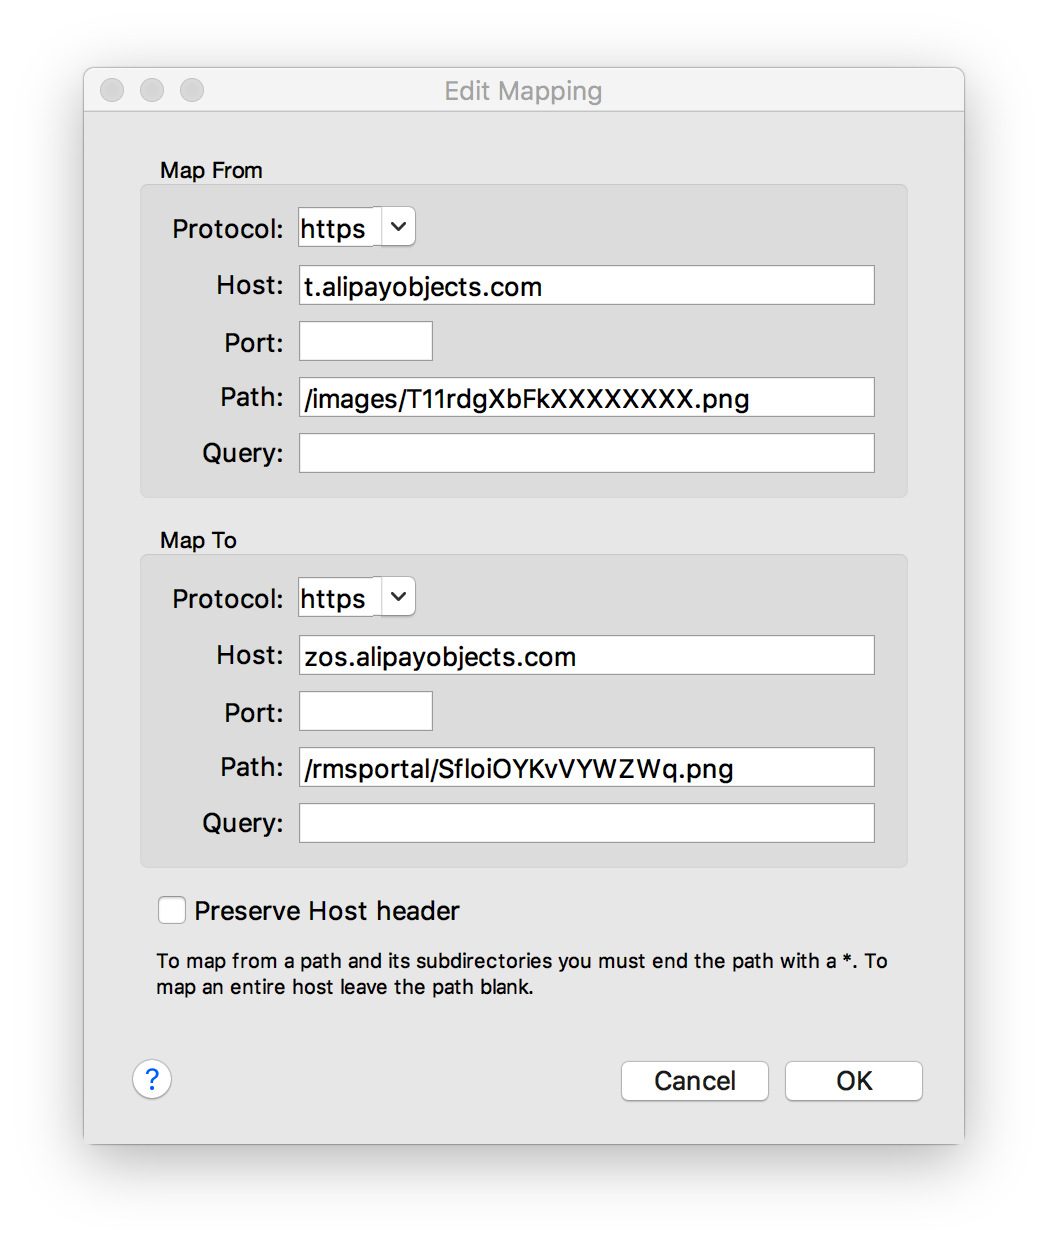 Edit Mapping
Map From
Protocol: https
Host: t.alipayobjects.com
Port:
Path: /images/T11rdgXbFkXXXXXXXX.png
Query:
Map To
Protocol: https
Host: zos.alipayobjects.com
Port:
Path: /rmsportal/SfloiOYKvVYWZWq.png
Query:
Preserve Host header
To map from a path and its subdirectories you must end the path with a *. To
map an entire host leave the path blank.
?
Cancel
OK